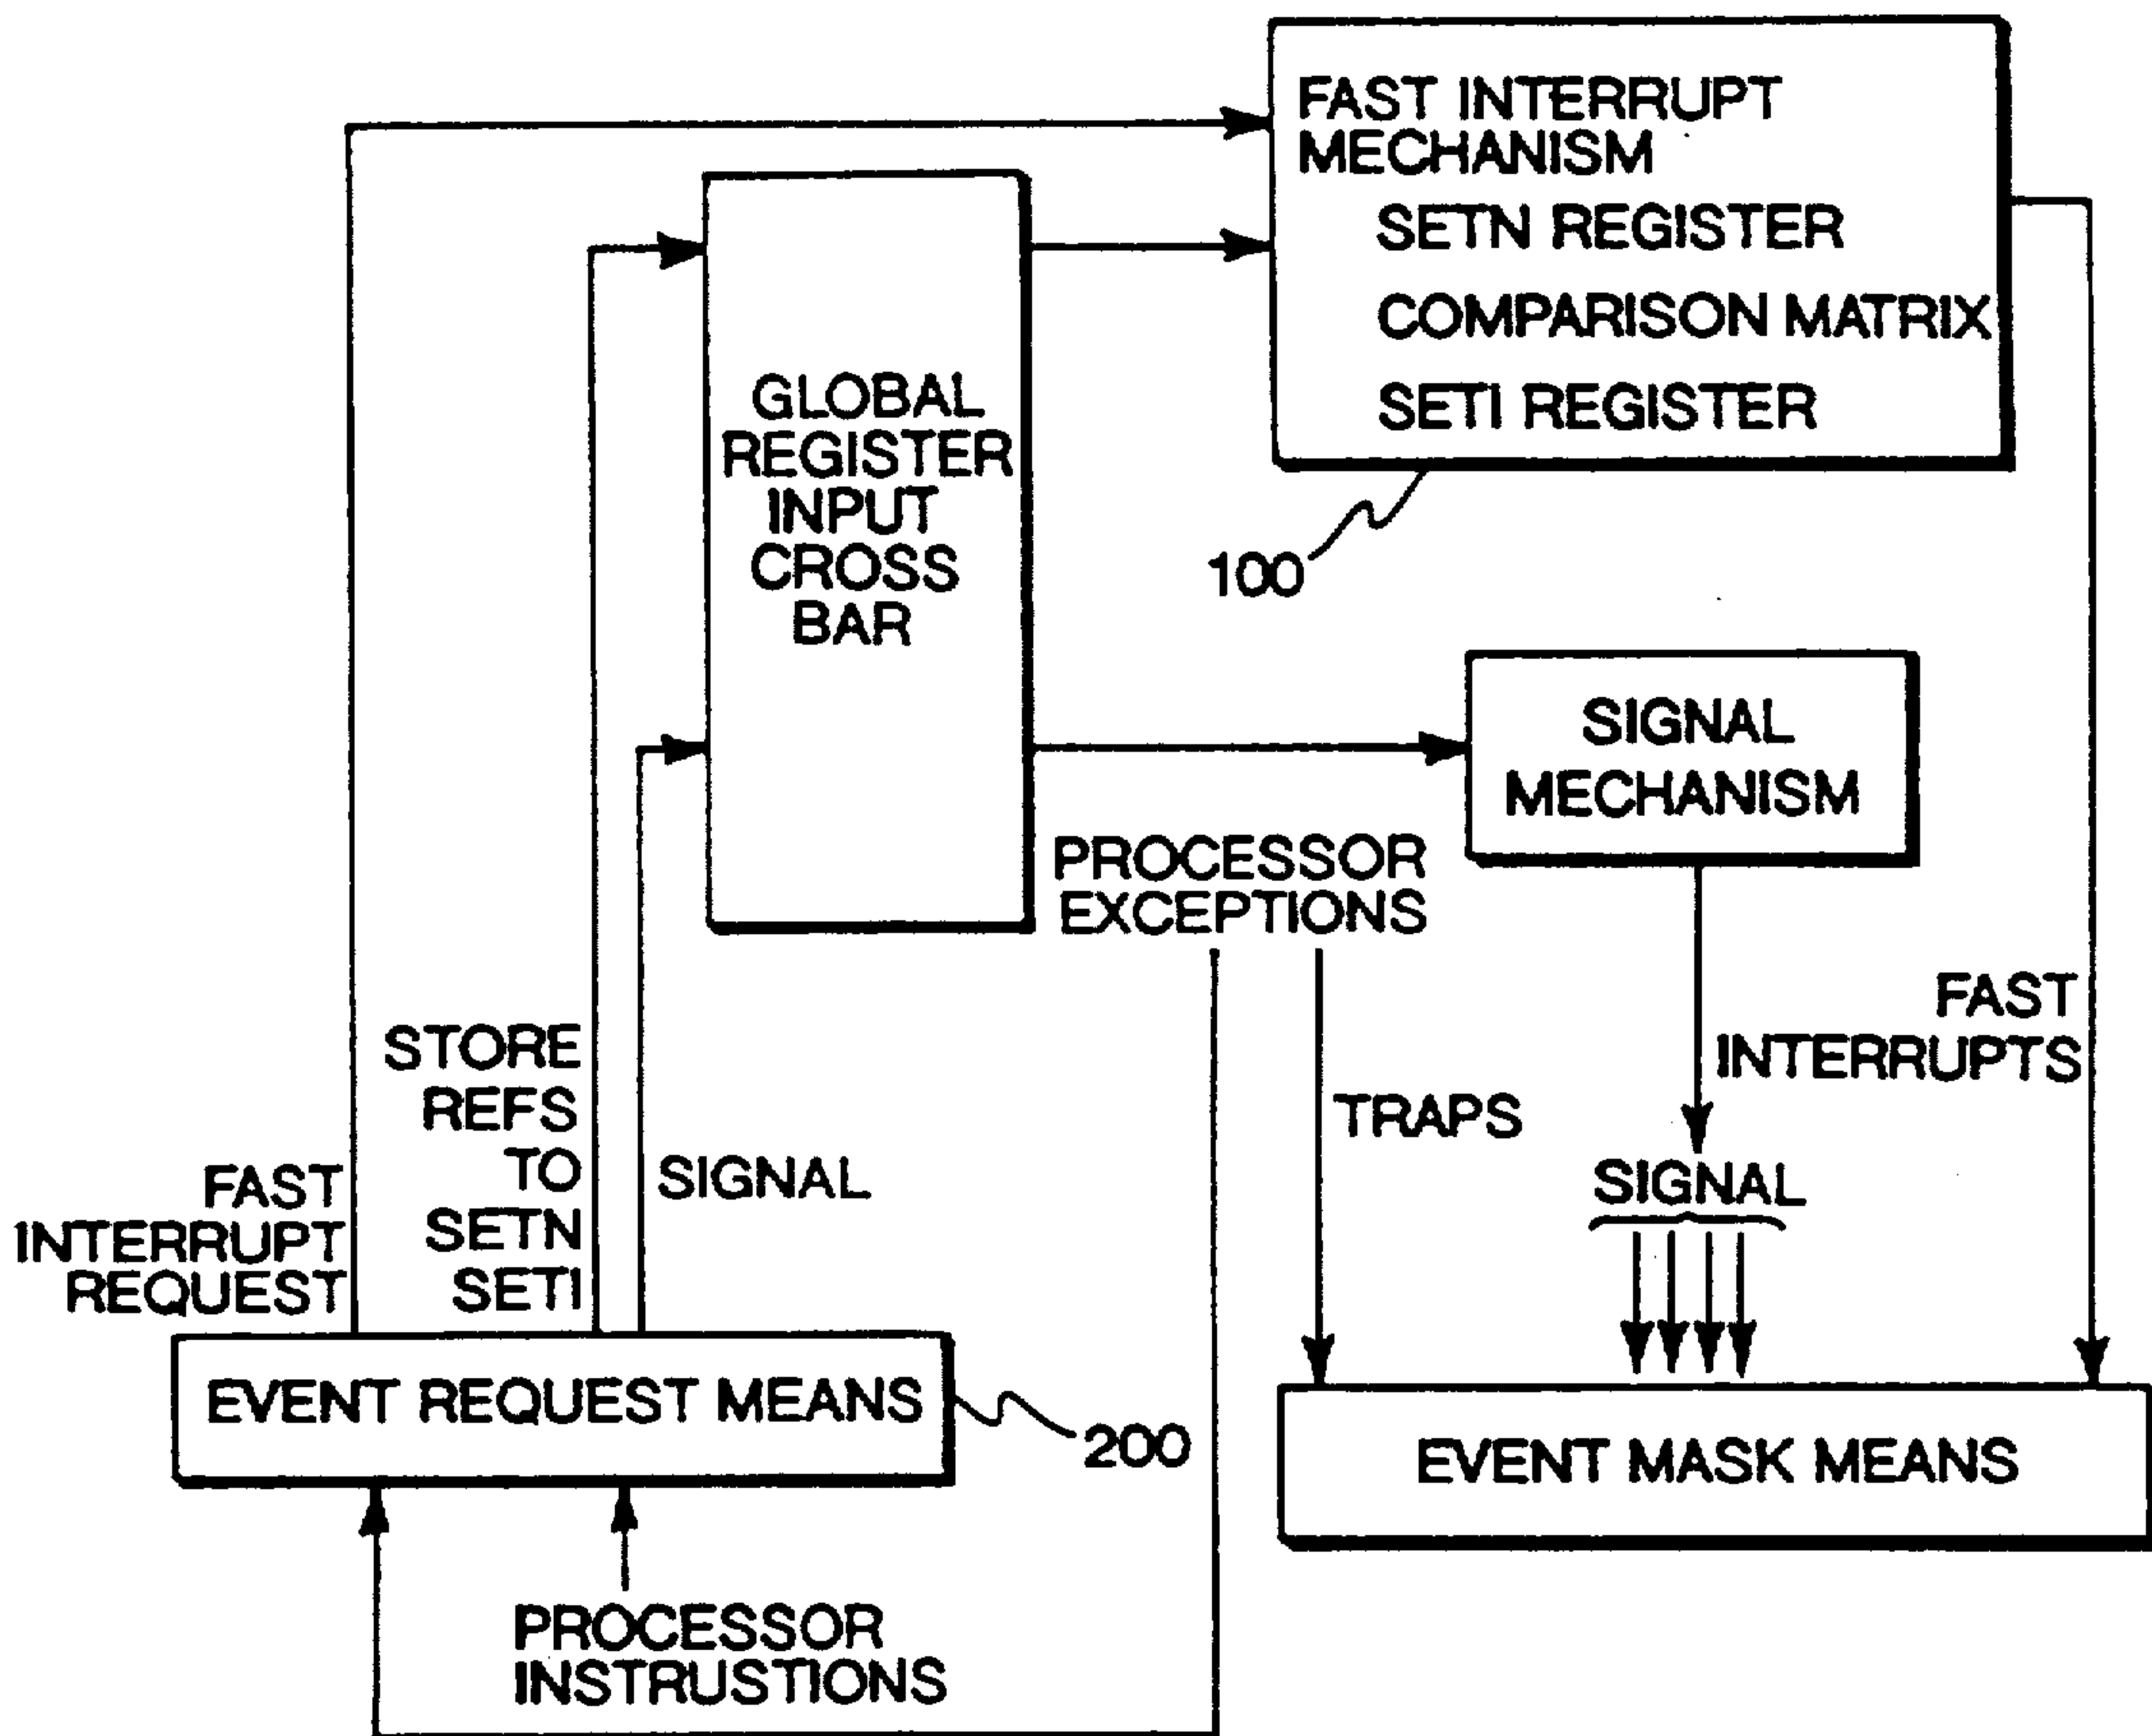 FAST INTERRUPT
MECHANISM
SETN REGISTER
COMPARISON MATRIX
SETI REGISTER
100
GLOBAL
REGISTER
INPUT
CROSS
BAR
SIGNAL
MECHANISM
PROCESSOR
EXCEPTIONS
FAST
INTERRUPTS
TRAPS
SIGNAL
STORE
REFS
TO
SETN
SETI
SIGNAL
FAST
INTERRUPT
REQUEST
EVENT REQUEST MEANS
200
EVENT MASK MEANS
PROCESSOR
INSTRUSTIONS